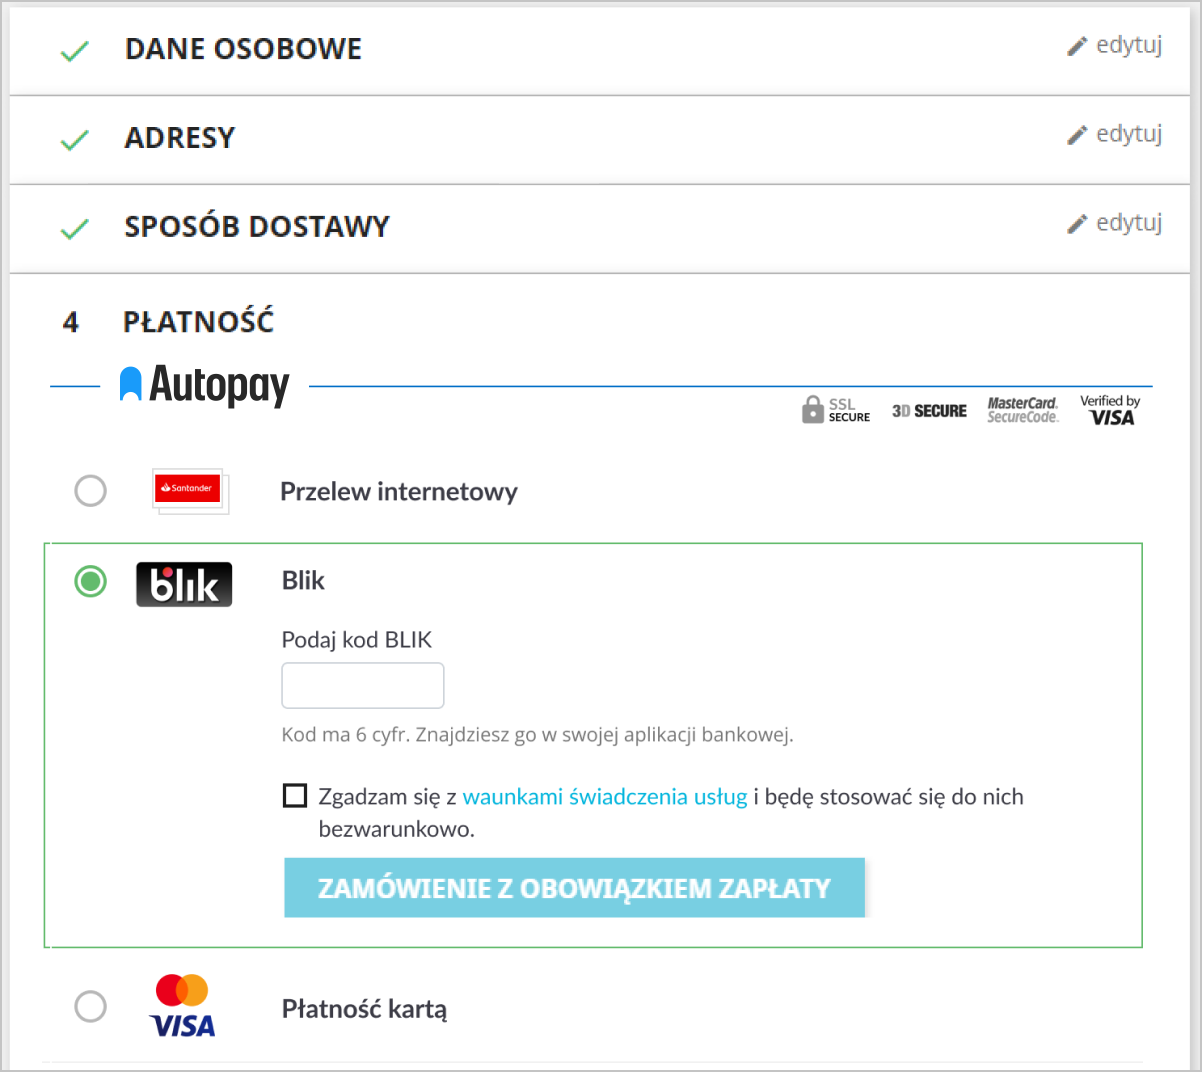 DANE OSOBOWE
edytuj
ADRESY
edytuj
SPOSÓB DOSTAWY
edytuj
4 PŁATNOŚĆ
Autopay
SSL SECURE
3D SECURE
MasterCard. SecureCode.
Verified by VISA
Santander
Przelew internetowy
blik
Blik
Podaj kod BLIK
Kod ma 6 cyfr. Znajdziesz go w swojej aplikacji bankowej.
Zgadzam się z waunkami świadczenia usług i będę stosować się do nich
bezwarunkowo.
ZAMÓWIENIE Z OBOWIĄZKIEM ZAPŁATY
VISA
Płatność kartą